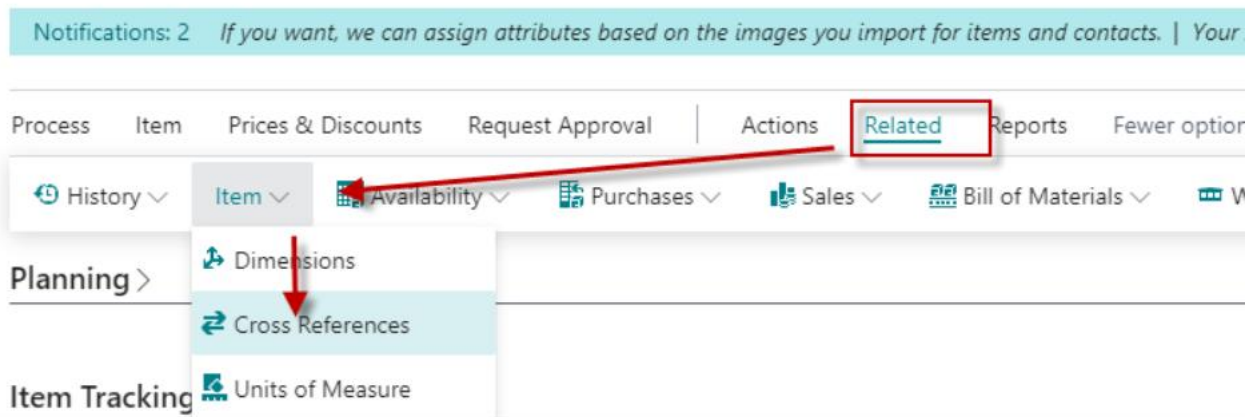 Notifications: 2 If you want, we can assign attributes based on the images you import for items and contacts. | Your
Process Item Prices & Discounts Request Approval | Actions Related Reports Fewer option
History Item Availability Purchases Sales Bill of Materials W
Dimensions
Planning
Cross References
Units of Measure
Item Tracking